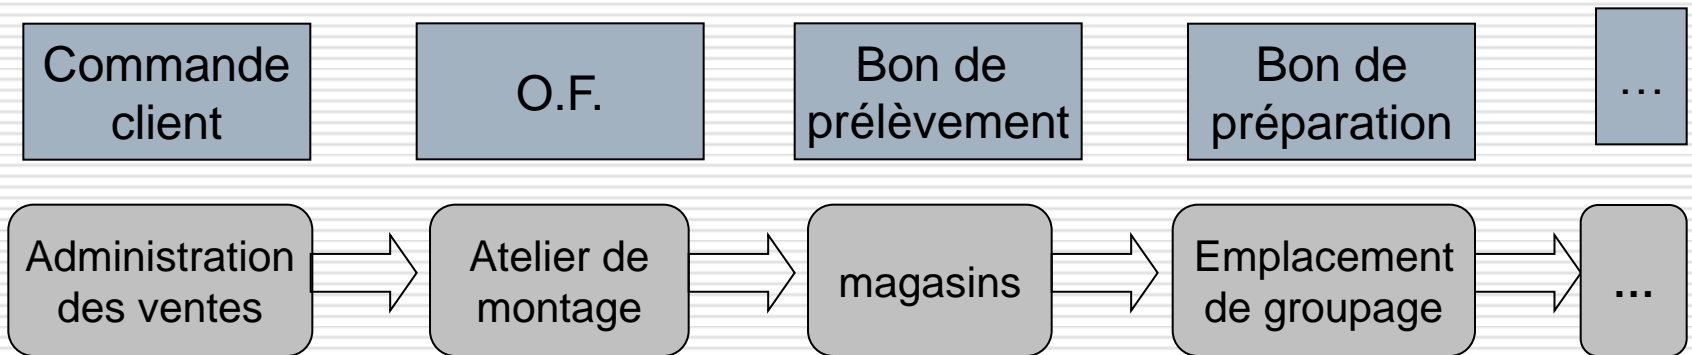 Commande
client
O.F.
Bon de
prélèvement
Bon de
préparation
…
Administration
des ventes
Atelier de
montage
magasins
Emplacement
de groupage
…